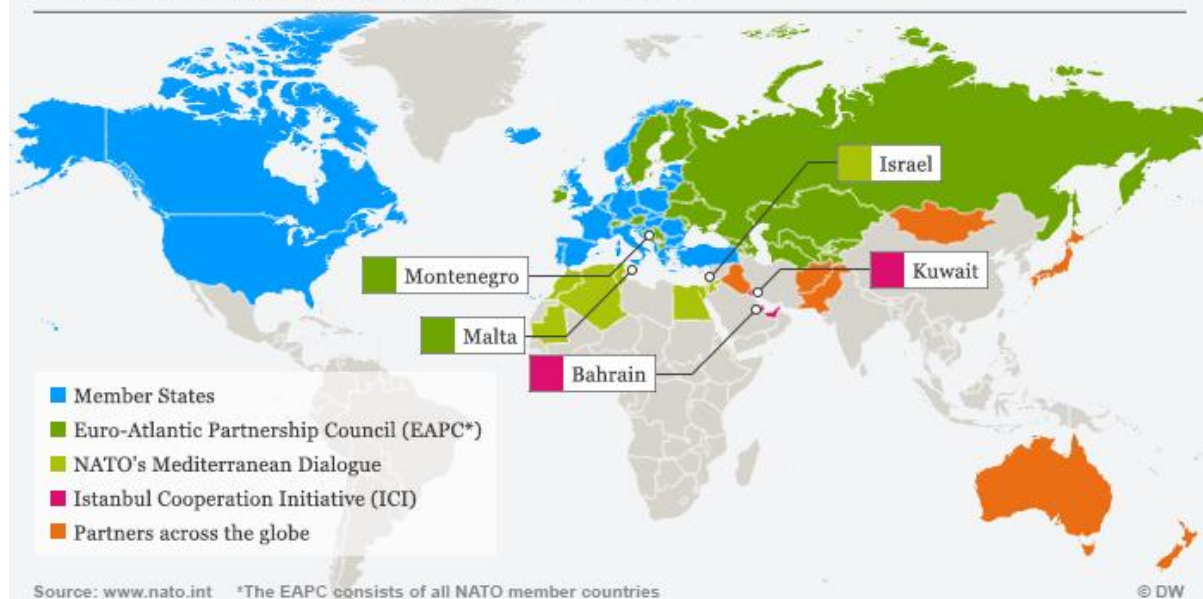 Israel
Montenegro
Kuwait
Malta
Bahrain
Member States
Euro-Atlantic Partnership Council (EAPC*)
NATO's Mediterranean Dialogue
Istanbul Cooperation Initiative (ICI)
Partners across the globe
Source: www.nato.int *The EAPC consists of all NATO member countries
© DW